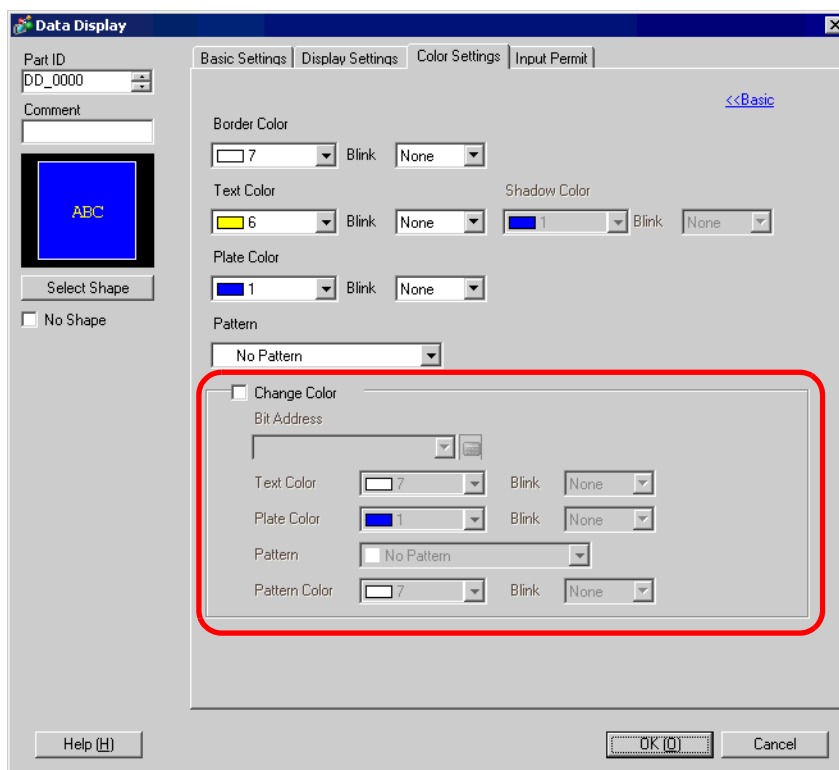 Data Display
Part ID
DD_0000
Comment
ABC
Select Shape
No Shape
Basic Settings Display Settings Color Settings Input Permit
<<Basic
Border Color
7 Blink None
Text Color Shadow Color
6 Blink None 1 Blink None
Plate Color
1 Blink None
Pattern
No Pattern
Change Color
Bit Address
Text Color 7 Blink None
Plate Color 1 Blink None
Pattern No Pattern
Pattern Color 7 Blink None
Help (H) OK (O) Cancel